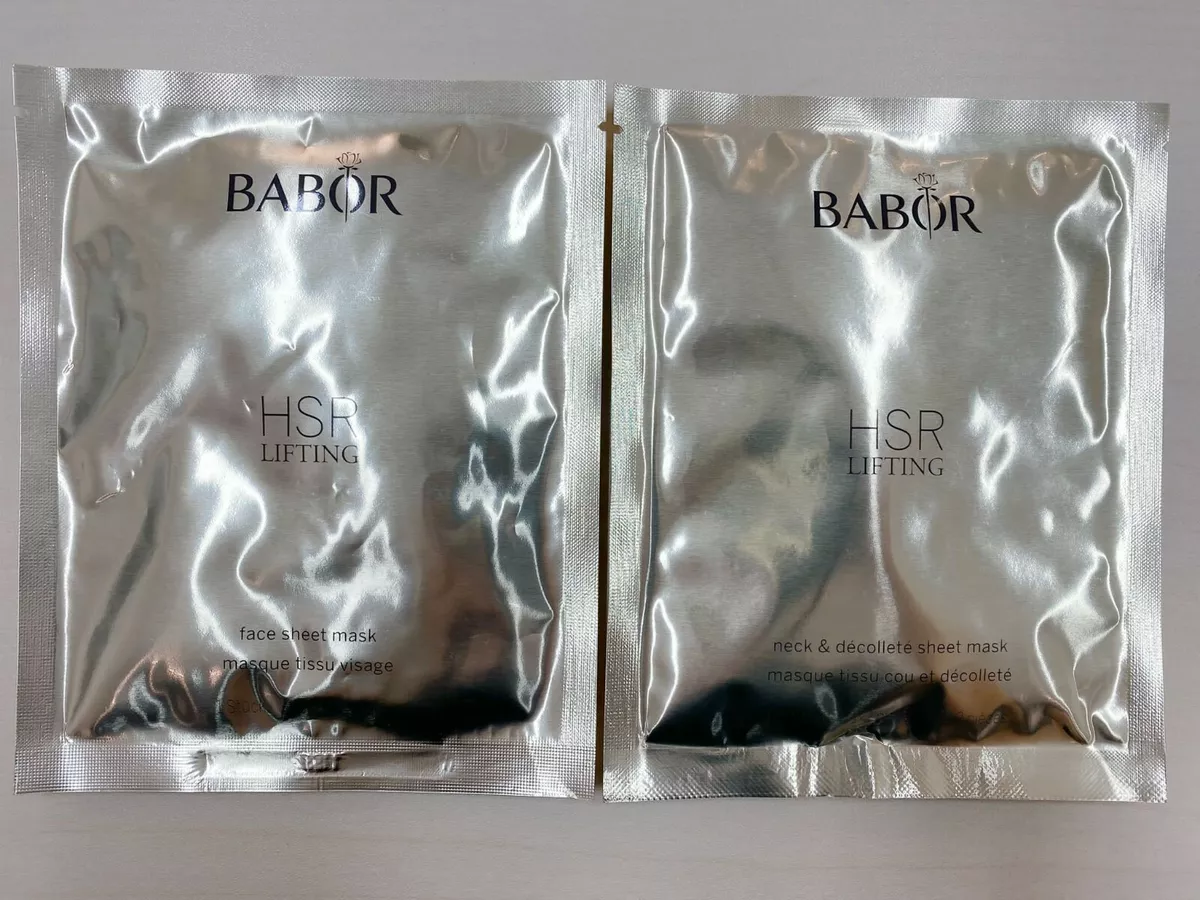 BABOR
HSR
LIFTING
face sheet mask
masque tissu visage
BABOR
HSR
LIFTING
neck & décolleté sheet mask
masque tissu cou et décolleté